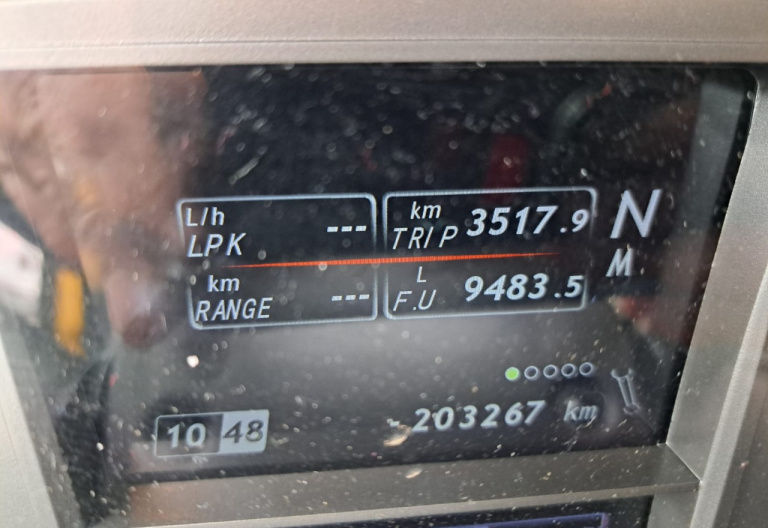 L/h
LPK ---
km
TRIP 3517.9
N
M
km
RANGE ---
L
F.U 9483.5
203267 km
10 48